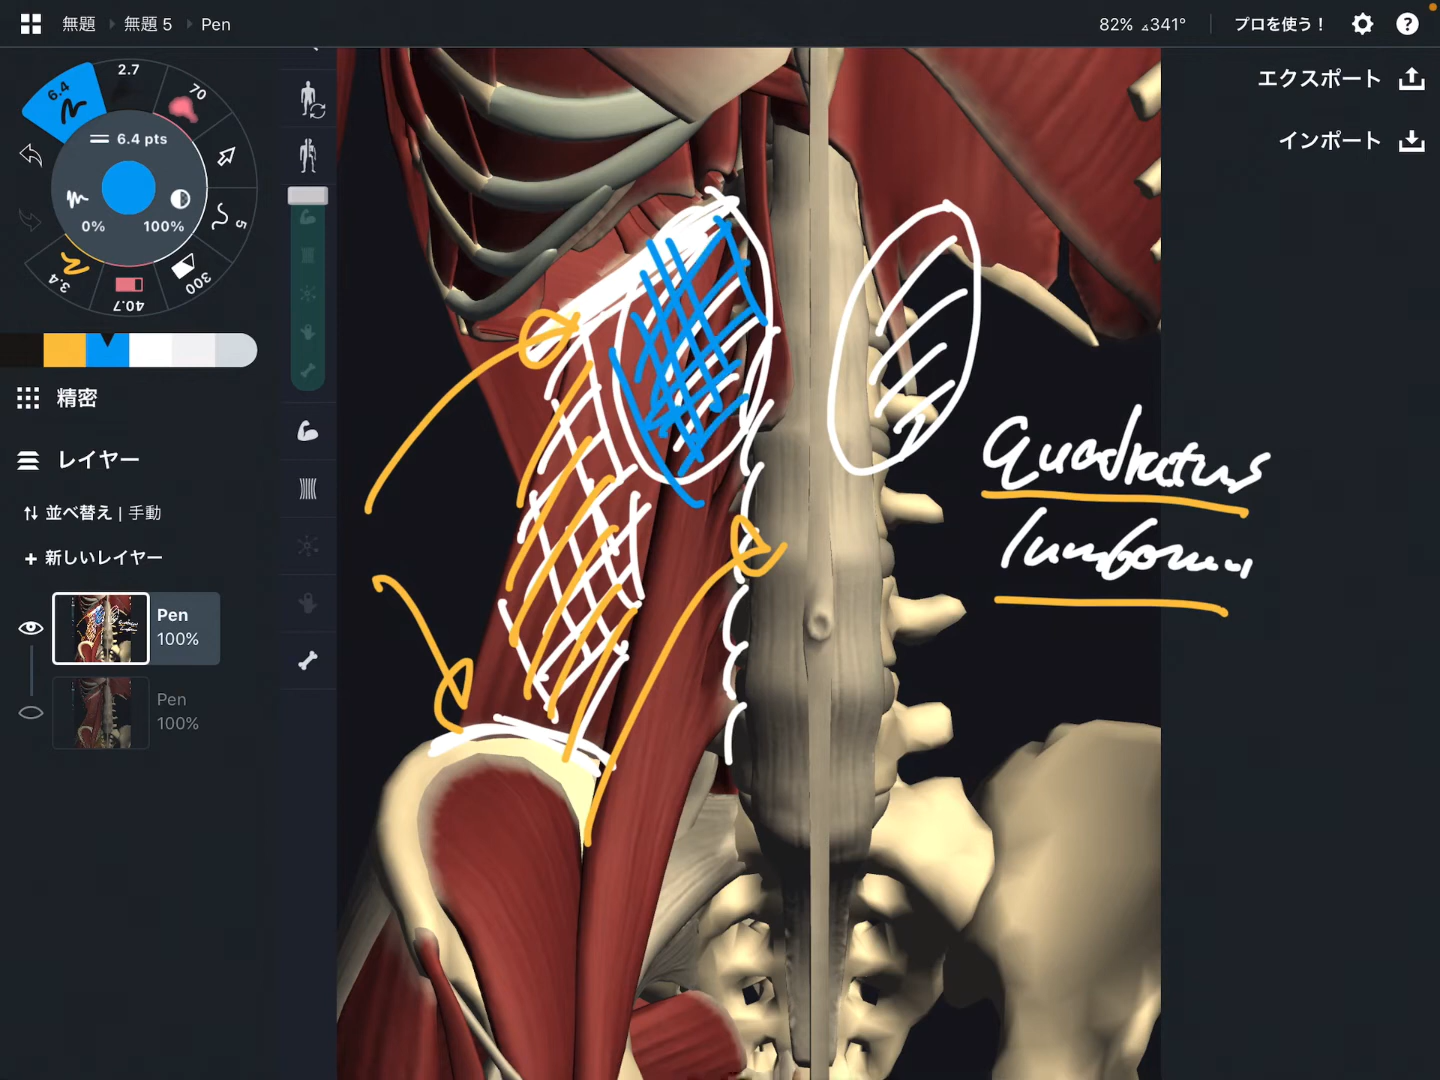 無題 無題 5 Pen
82% ⊿341° プロを使う！
エクスポート
インポート
6.4
2.7
70
5
300
40.7
3.4
6.4 pts
0% 100%
精密
レイヤー
並べ替え | 手動
+ 新しいレイヤー
Pen
100%
Pen
100%
Quadratus
lumborum